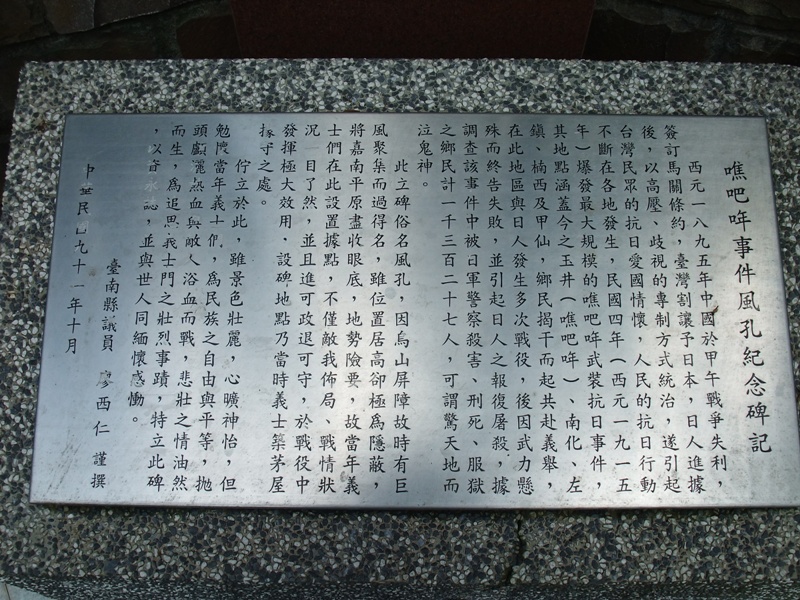 噍吧哖事件風孔紀念碑記
西元一八九五年中國於甲午戰爭失利，
簽訂馬關條約，臺灣割讓予日本，日人進據
後，以高壓、歧視的專制方式統治，遂引起
台灣民眾的抗日愛國情懷，人民的抗日行動
不斷在各地發生，民國四年（西元一九一五
年）爆發最大規模的噍吧哖武裝抗日事件，
其地點涵蓋今之玉井（噍吧哖）、南化、左
鎮、楠西及甲仙，鄉民揭干而起共赴義舉，
在此地區與日人發生多次戰役，後因武力懸
殊而終告失敗，並引起日人之報復屠殺，據
調查該事件中被日軍警察殺害、刑死、服獄
之鄉民計一千三百二十七人，可謂驚天地而
泣鬼神。
此立碑俗名風孔，因烏山屏障故時有巨
風聚集而過得名，雖位置居高卻極為隱蔽，
將嘉南平原盡收眼底，地勢險要，故當年義
士們在此設置據點，不僅敵我佈局、戰情狀
況一目了然，並且進可政退可守，於戰役中
發揮極大效用，設碑地點乃當時義士築茅屋
捍守之處。
佇立於此，雖景色壯麗，心曠神怡，但
勉度當年義士們，為民族之自由與平等，拋
頭顱灑熱血與敵人浴血而戰，悲壯之情油然
而生，為追思義士門之壯烈事蹟，特立此碑
，以音永誌，並與世人同緬懷感慟。
臺南縣議員 廖西仁 謹撰
中華民國九十一年十月